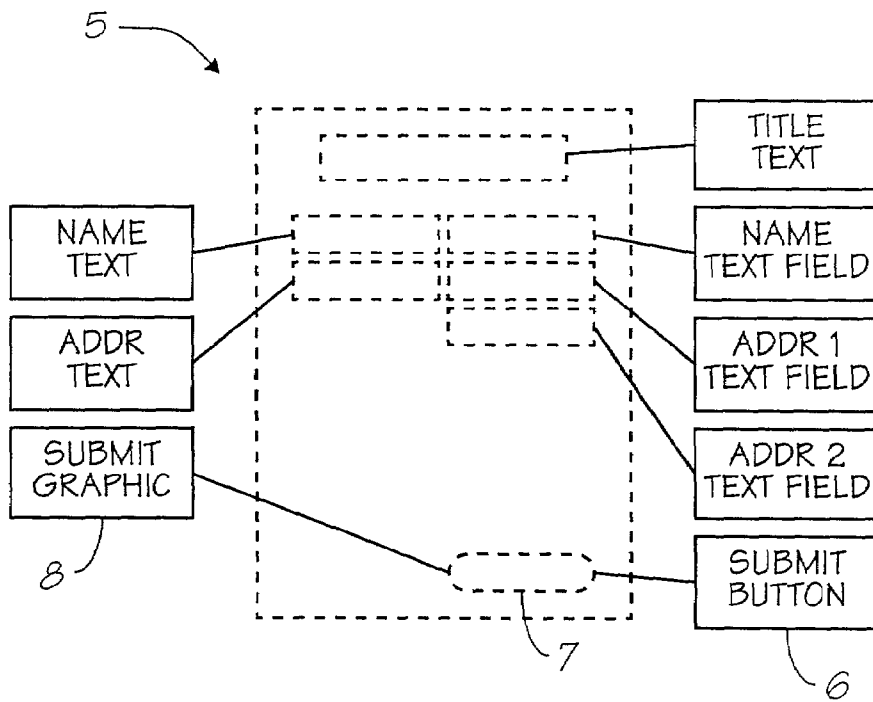 5
TITLE
TEXT
NAME
TEXT
NAME
TEXT FIELD
ADDR
TEXT
ADDR 1
TEXT FIELD
SUBMIT
GRAPHIC
ADDR 2
TEXT FIELD
8
SUBMIT
BUTTON
7
6